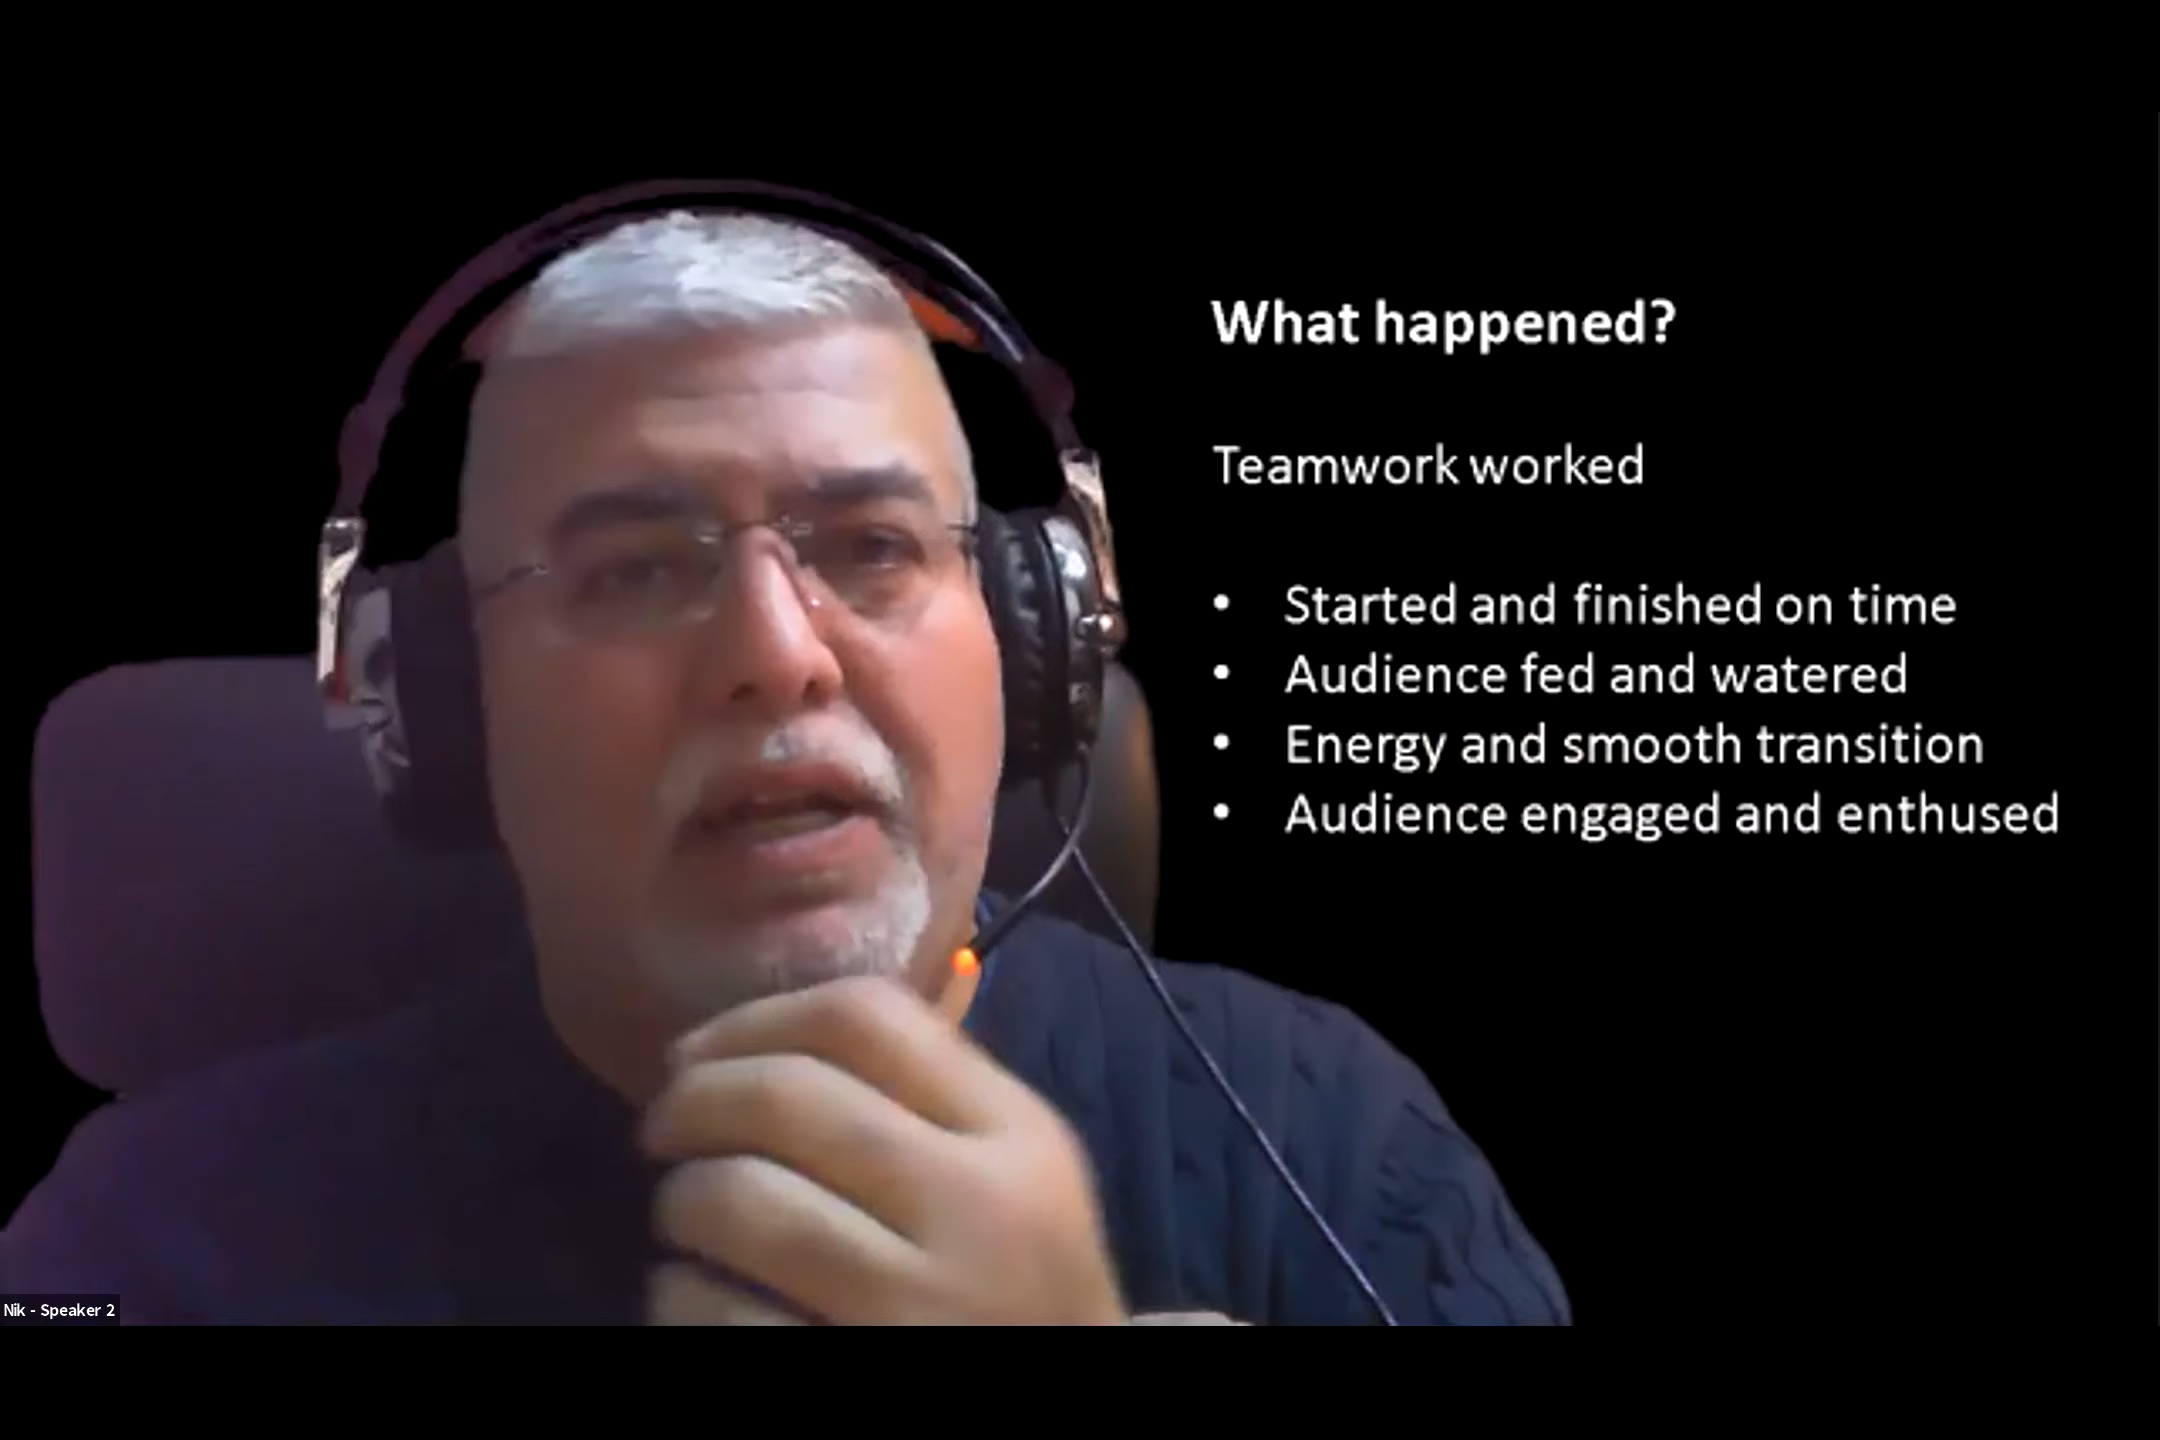 What happened?
Teamwork worked
• Started and finished on time
• Audience fed and watered
• Energy and smooth transition
• Audience engaged and enthused
Nik - Speaker 2